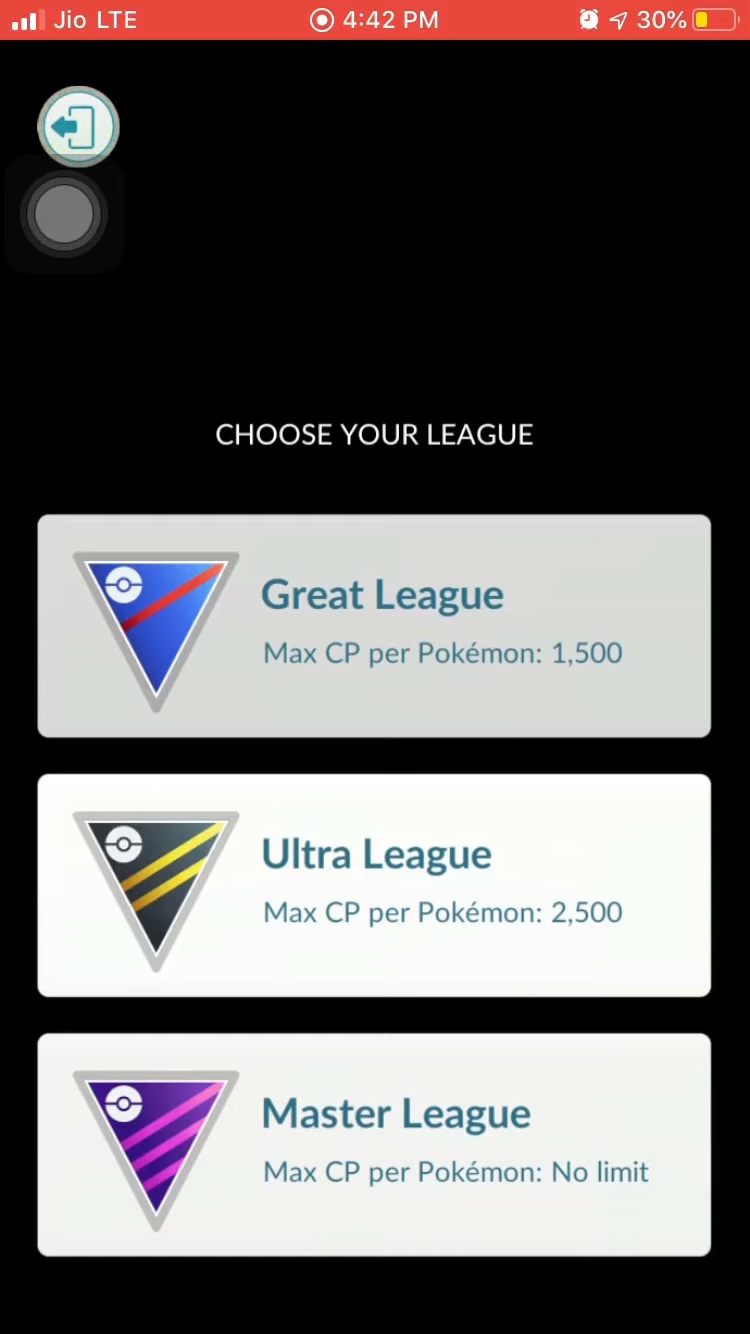 Jio LTE 4:42 PM 30%
CHOOSE YOUR LEAGUE
Great League
Max CP per Pokémon: 1,500
Ultra League
Max CP per Pokémon: 2,500
Master League
Max CP per Pokémon: No limit